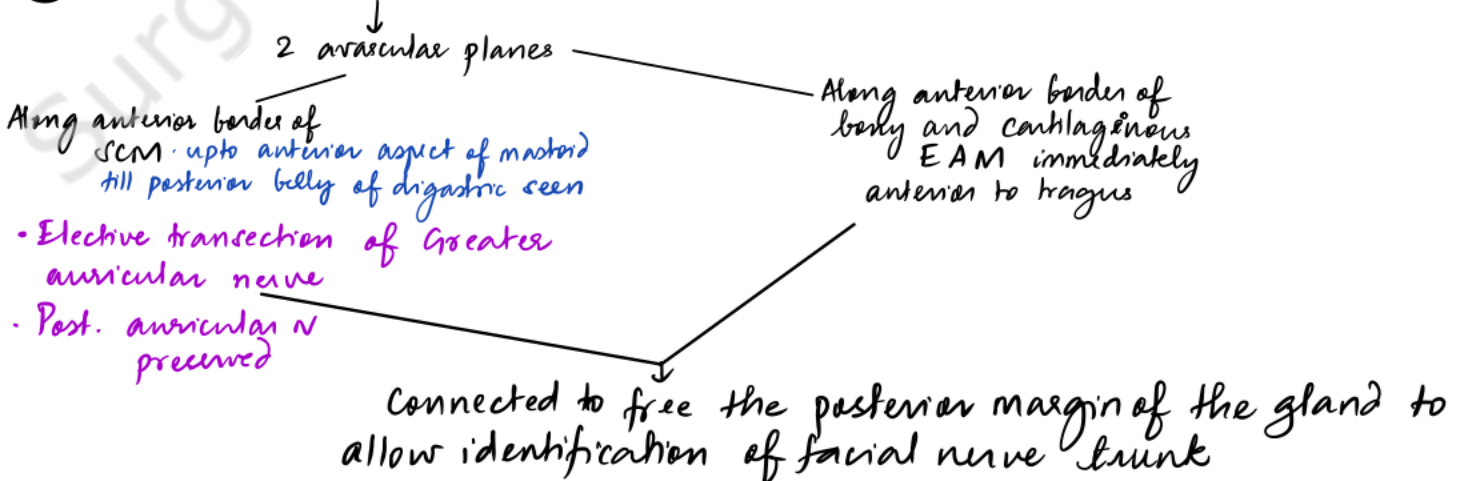 Surg
2 avascular planes
Along anterior border of
SCM. upto anterior aspect of mastoid
till posterior belly of digastric seen
• Elective transection of Greater
auricular nerve
• Post. auricular N
preserved
Along anterior border of
bony and cartilaginous
EAM immediately
anterior to tragus
Connected to free the posterior margin of the gland to
allow identification of facial nerve trunk